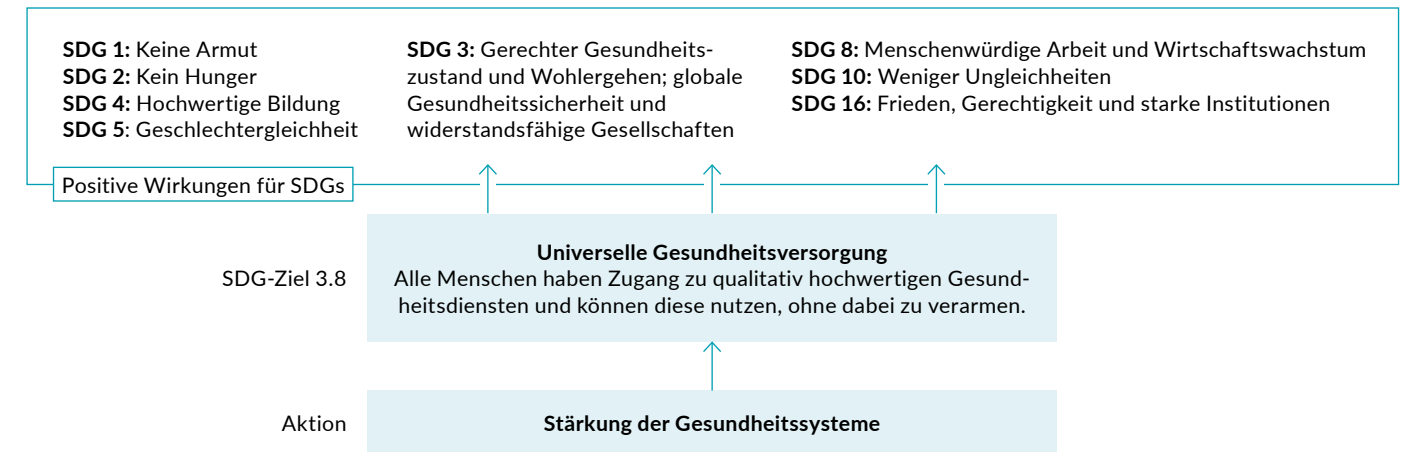 SDG 1: Keine Armut
SDG 2: Kein Hunger
SDG 4: Hochwertige Bildung
SDG 5: Geschlechtergleichheit
SDG 3: Gerechter Gesundheits-
zustand und Wohlergehen; globale
Gesundheitssicherheit und
widerstandsfähige Gesellschaften
SDG 8: Menschenwürdige Arbeit und Wirtschaftswachstum
SDG 10: Weniger Ungleichheiten
SDG 16: Frieden, Gerechtigkeit und starke Institutionen
Positive Wirkungen für SDGs
SDG-Ziel 3.8
Universelle Gesundheitsversorgung
Alle Menschen haben Zugang zu qualitativ hochwertigen Gesund-
heitsdiensten und können diese nutzen, ohne dabei zu verarmen.
Aktion
Stärkung der Gesundheitssysteme